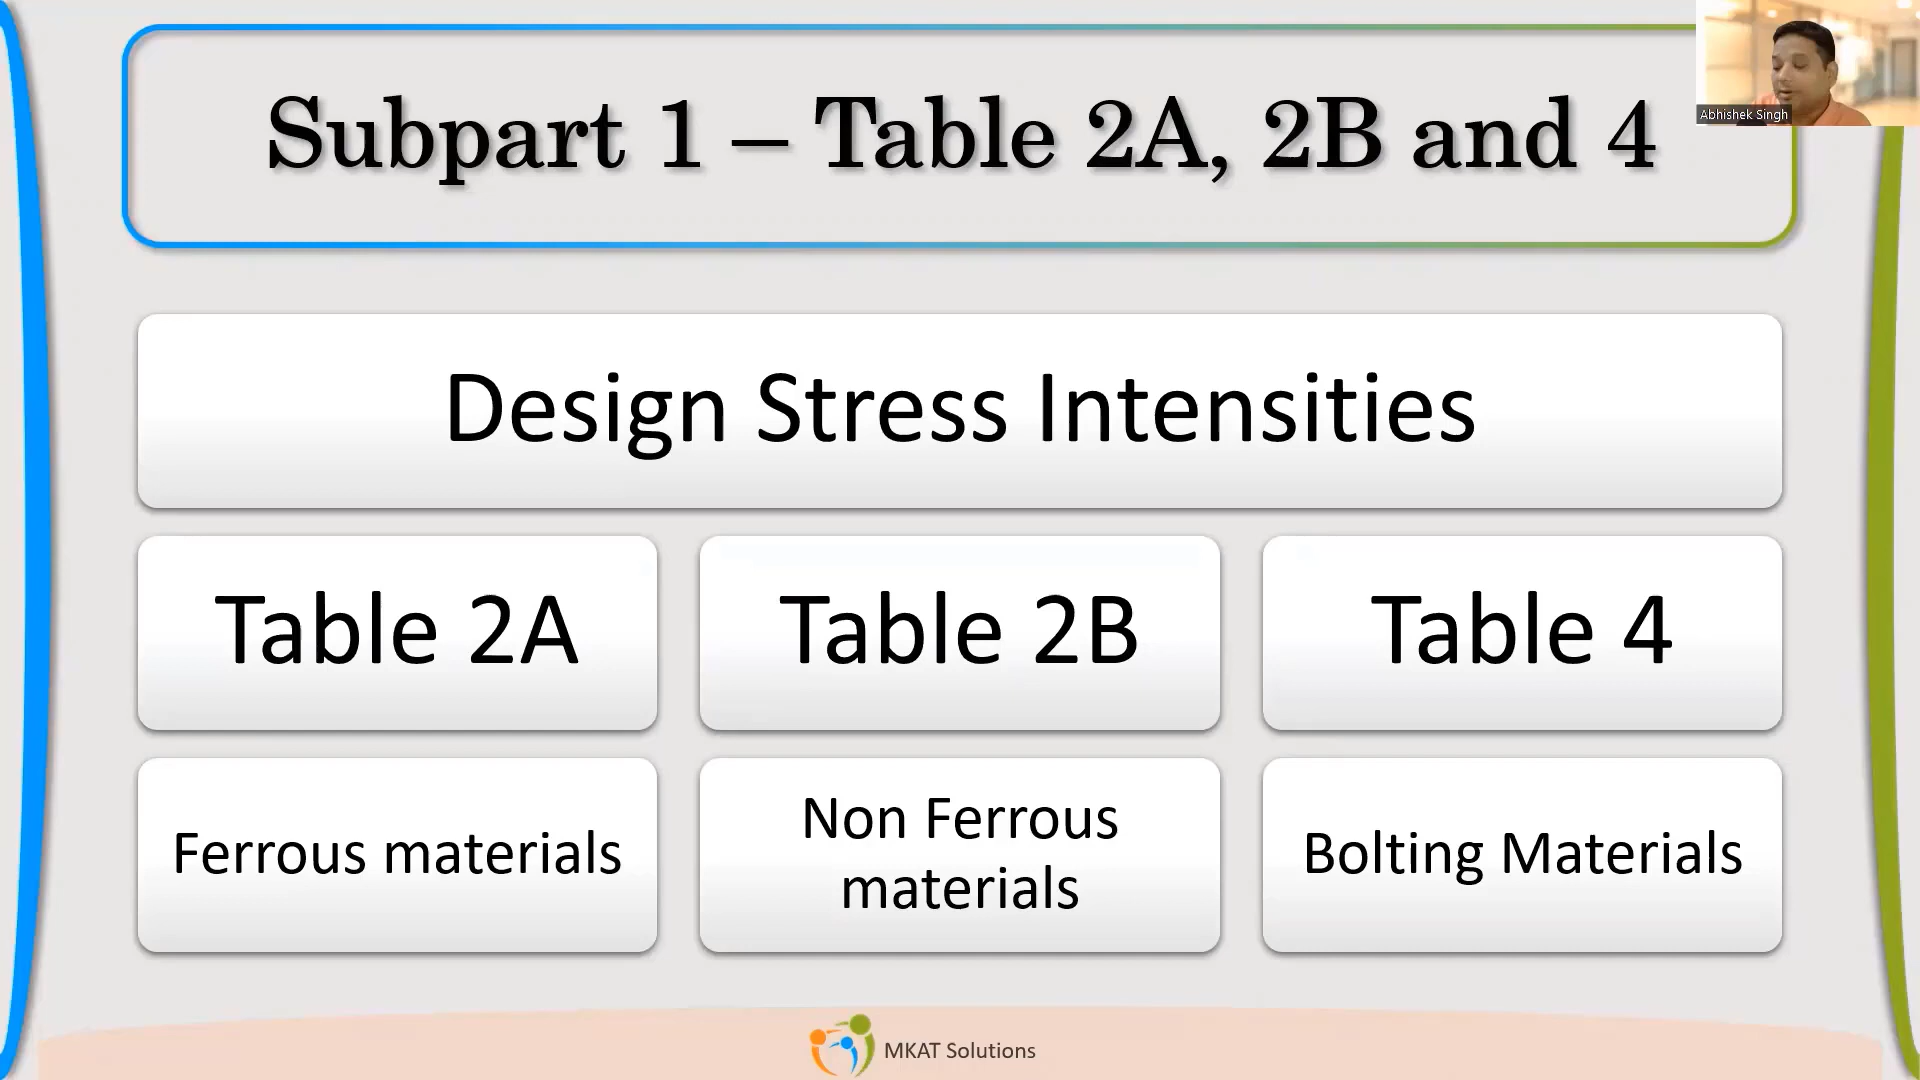 Subpart 1 – Table 2A, 2B and 4
Abhishek Singh
Design Stress Intensities
Table 2A
Table 2B
Table 4
Ferrous materials
Non Ferrous
materials
Bolting Materials
MKAT Solutions